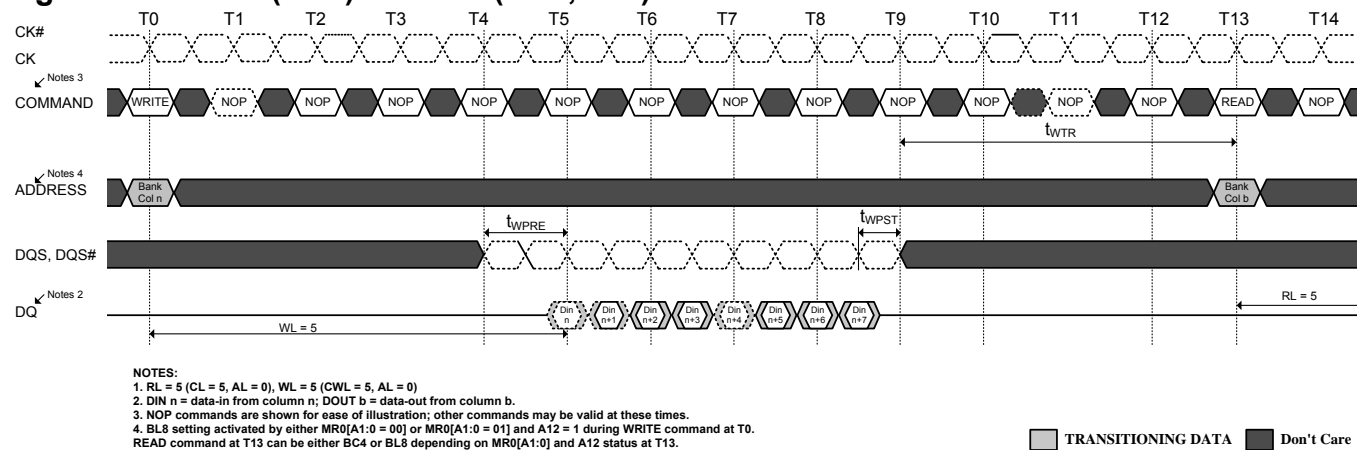 T0 T1 T2 T3 T4 T5 T6 T7 T8 T9 T10 T11 T12 T13 T14
CK#
CK
Notes 3
COMMAND WRITE NOP NOP NOP NOP NOP NOP NOP NOP NOP NOP NOP NOP READ NOP
tWTR
Notes 4
ADDRESS
Bank
Col n
Bank
Col b
tWPRE
tWPST
DQS, DQS#
Notes 2
DQ
Din
n
Din
n+1
Din
n+2
Din
n+3
Din
n+4
Din
n+5
Din
n+6
Din
n+7
RL = 5
WL = 5
NOTES:
1. RL = 5 (CL = 5, AL = 0), WL = 5 (CWL = 5, AL = 0)
2. DIN n = data-in from column n; DOUT b = data-out from column b.
3. NOP commands are shown for ease of illustration; other commands may be valid at these times.
4. BL8 setting activated by either MR0[A1:0 = 00] or MR0[A1:0 = 01] and A12 = 1 during WRITE command at T0.
READ command at T13 can be either BC4 or BL8 depending on MR0[A1:0] and A12 status at T13.
TRANSITIONING DATA Don't Care